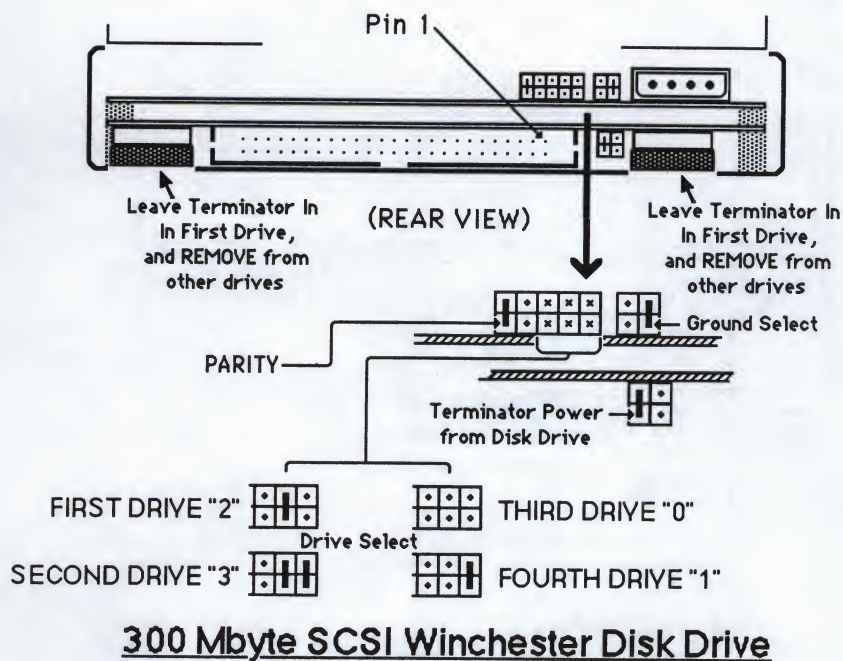 Pin 1
Leave Terminator In
In First Drive,
and REMOVE from
other drives
(REAR VIEW)
Leave Terminator In
In First Drive,
and REMOVE from
other drives
Ground Select
PARITY
Terminator Power
from Disk Drive
FIRST DRIVE "2"
THIRD DRIVE "0"
Drive Select
SECOND DRIVE "3"
FOURTH DRIVE "1"
300 Mbyte SCSI Winchester Disk Drive